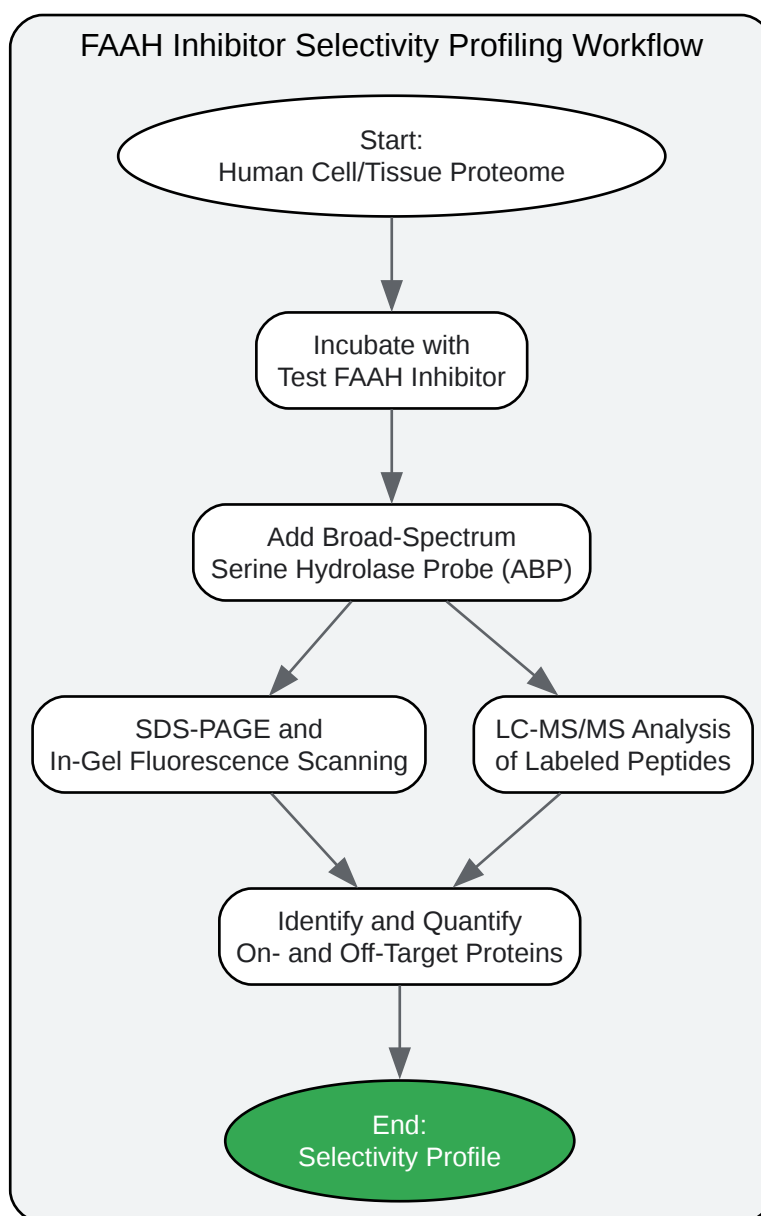 FAAH Inhibitor Selectivity Profiling Workflow
Start:
Human Cell/Tissue Proteome
Incubate with
Test FAAH Inhibitor
Add Broad-Spectrum
Serine Hydrolase Probe (ABP)
SDS-PAGE and
In-Gel Fluorescence Scanning
LC-MS/MS Analysis
of Labeled Peptides
Identify and Quantify
On- and Off-Target Proteins
End:
Selectivity Profile